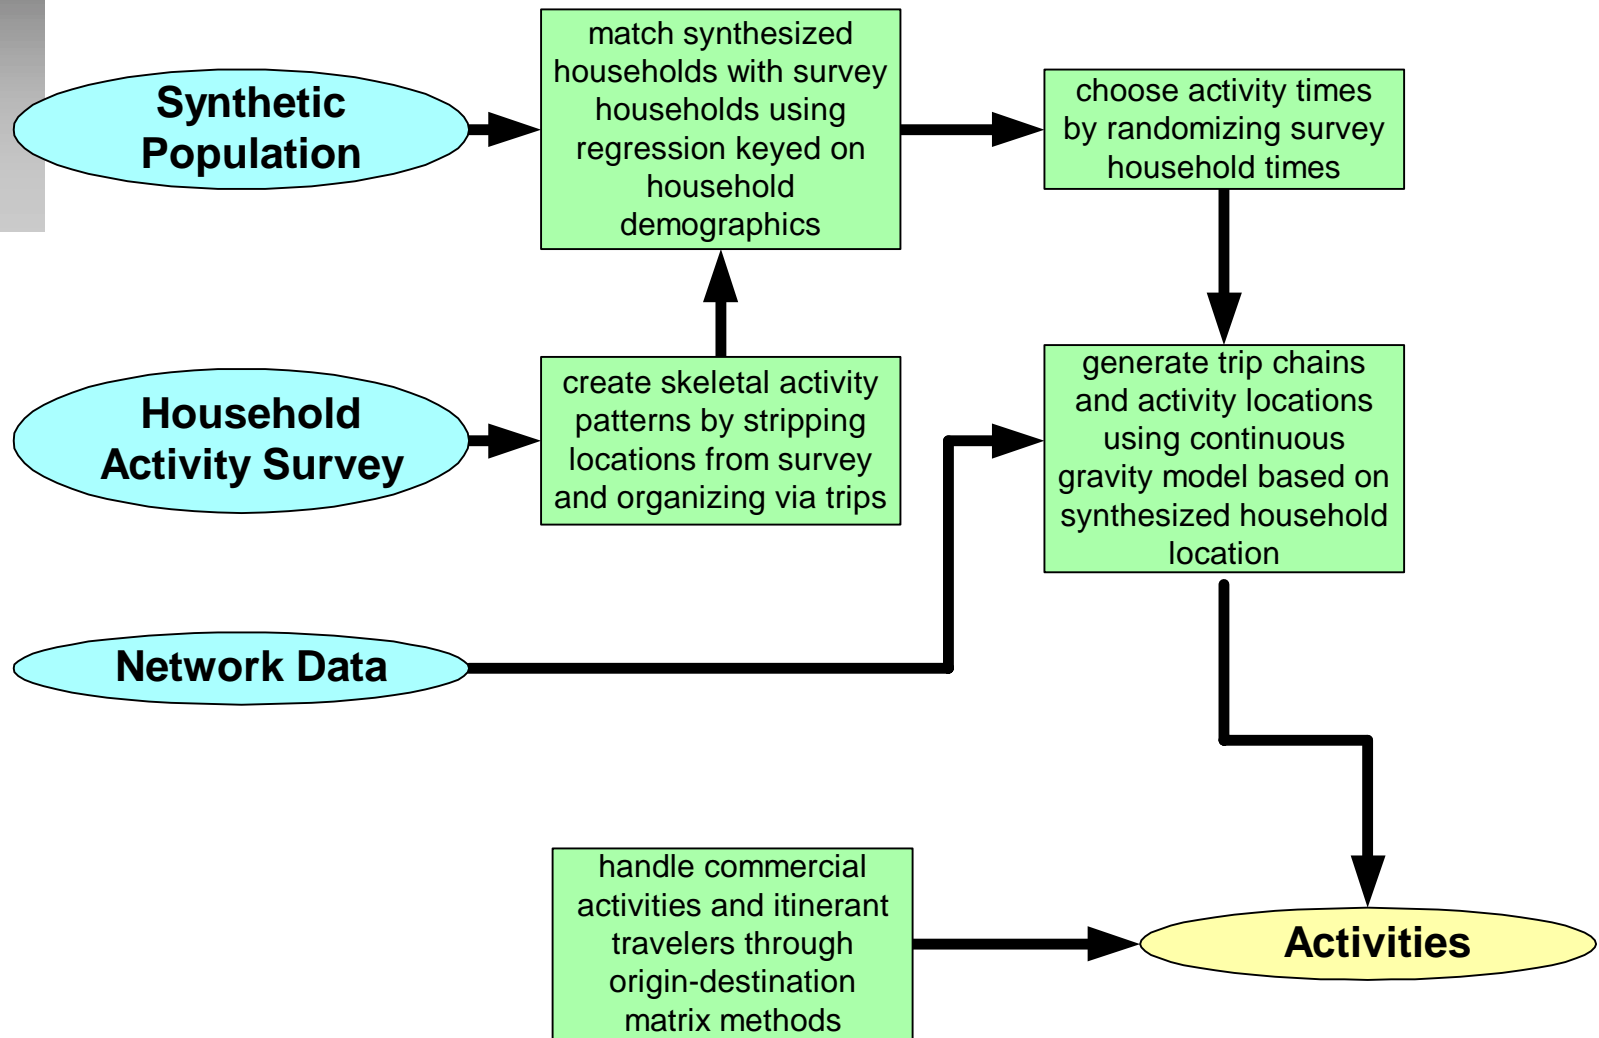 Synthetic
Population
match synthesized
households with survey
households using
regression keyed on
household
demographics
choose activity times
by randomizing survey
household times
Household
Activity Survey
create skeletal activity
patterns by stripping
locations from survey
and organizing via trips
generate trip chains
and activity locations
using continuous
gravity model based on
synthesized household
location
Network Data
handle commercial
activities and itinerant
travelers through
origin-destination
matrix methods
Activities